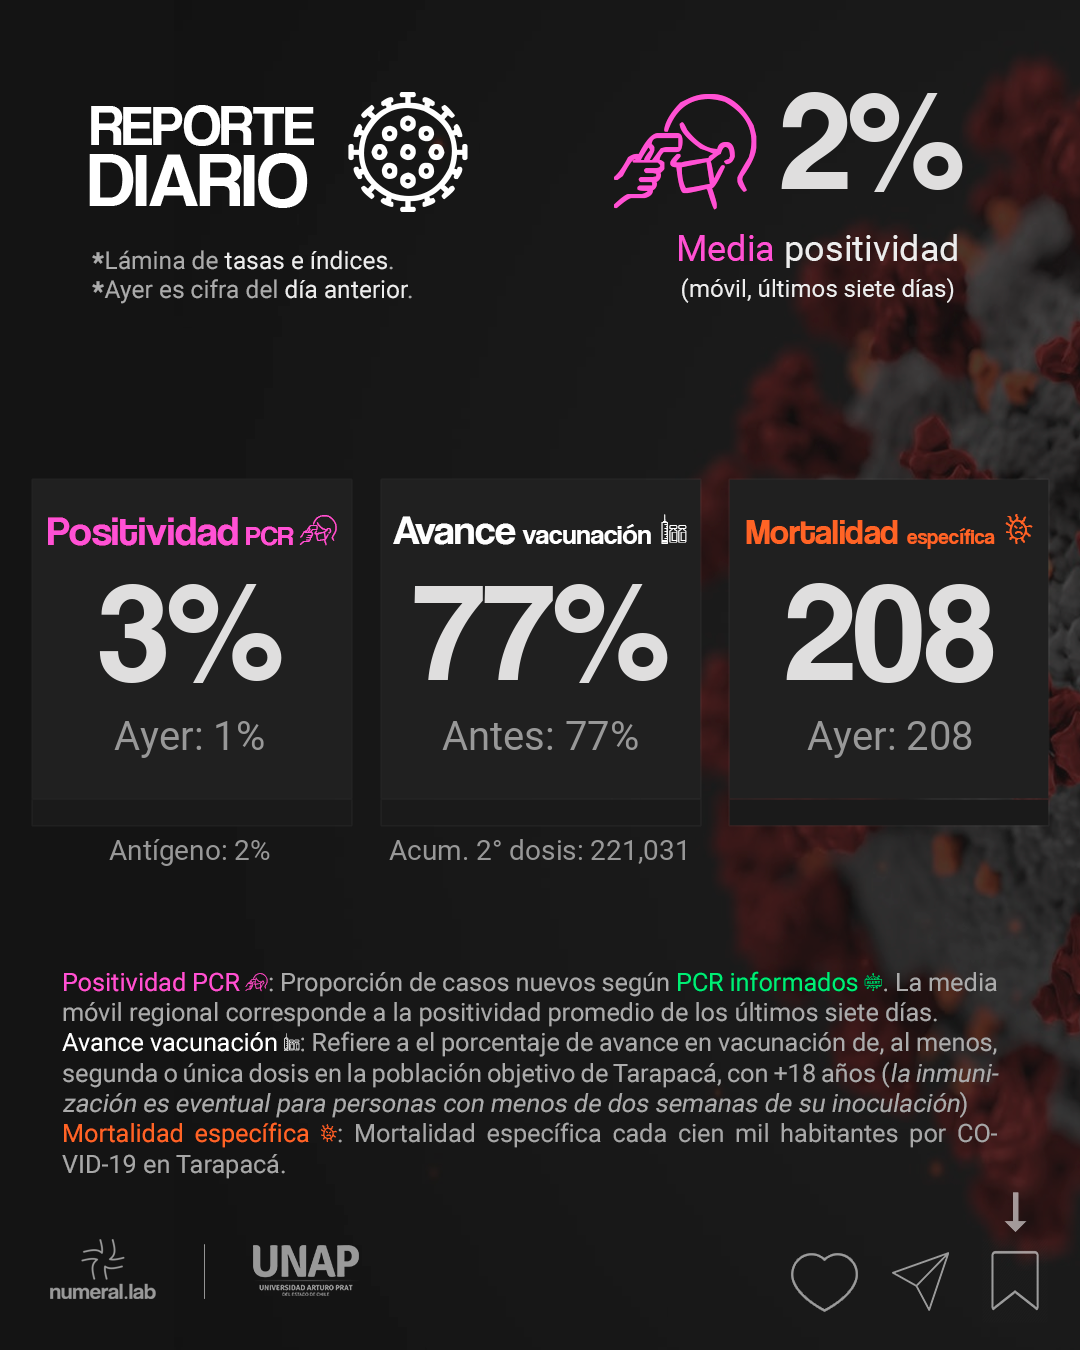 REPORTE
DIARIO
*Lámina de tasas e índices.
*Ayer es cifra del día anterior.
2%
Media positividad
(móvil, últimos siete días)
Positividad PCR
3%
Ayer: 1%
Antígeno: 2%
Avance vacunación
77%
Antes: 77%
Acum. 2° dosis: 221,031
Mortalidad específica
208
Ayer: 208
Positividad PCR : Proporción de casos nuevos según PCR informados . La media
móvil regional corresponde a la positividad promedio de los últimos siete días.
Avance vacunación : Refiere a el porcentaje de avance en vacunación de, al menos,
segunda o única dosis en la población objetivo de Tarapacá, con +18 años (la inmuni-
zación es eventual para personas con menos de dos semanas de su inoculación)
Mortalidad específica : Mortalidad específica cada cien mil habitantes por CO-
VID-19 en Tarapacá.
numeral.lab
UNAP
UNIVERSIDAD ARTURO PRAT
DEL ESTADO DE CHILE